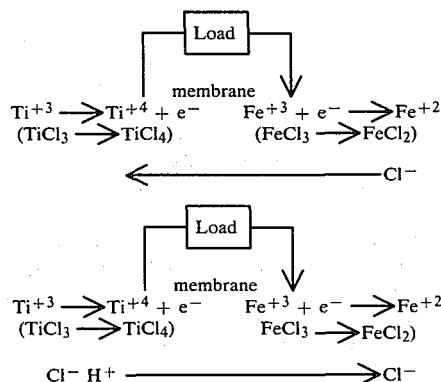 Load
membrane
Ti+3 → Ti+4 + e− Fe+3 + e− → Fe+2
(TiCl3 → TiCl4) (FeCl3 → FeCl2)
Cl−
Load
membrane
Ti+3 → Ti+4 + e− Fe+3 + e− → Fe+2
(TiCl3 → TiCl4) FeCl3 → FeCl2)
Cl− H+ → Cl−